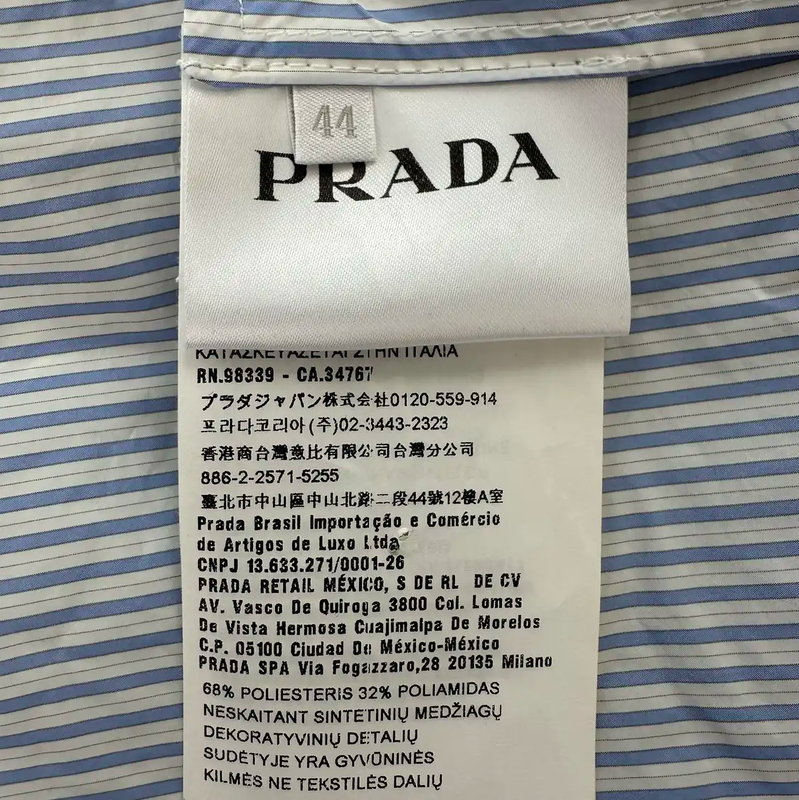 44
PRADA
ΚΑΤΑΣΚΕΥΑΖΕΤΑΙ ΣΤΗΝ ΙΤΑΛΙΑ
RN.98339 - CA.34767
プラダジャパン株式会社0120-559-914
프라다코리아(주)02-3443-2323
香港商台灣意比有限公司台灣分公司
886-2-2571-5255
臺北市中山區中山北路二段44號12樓A室
Prada Brasil Importação e Comércio
de Artigos de Luxo Ltda
CNPJ 13.633.271/0001-26
PRADA RETAIL MÉXICO, S DE RL DE CV
AV. Vasco De Quiroga 3800 Col. Lomas
De Vista Hermosa Cuajimalpa De Morelos
C.P. 05100 Ciudad De México-México
PRADA SPA Via Fogazzaro,28 20135 Milano
68% POLIESTERIS 32% POLIAMIDAS
NESKAITANT SINTETINIŲ MEDŽIAGŲ
DEKORATYVINIŲ DETALIŲ
SUDĖTYJE YRA GYVŪNINĖS
KILMĖS NE TEKSTILĖS DALIŲ